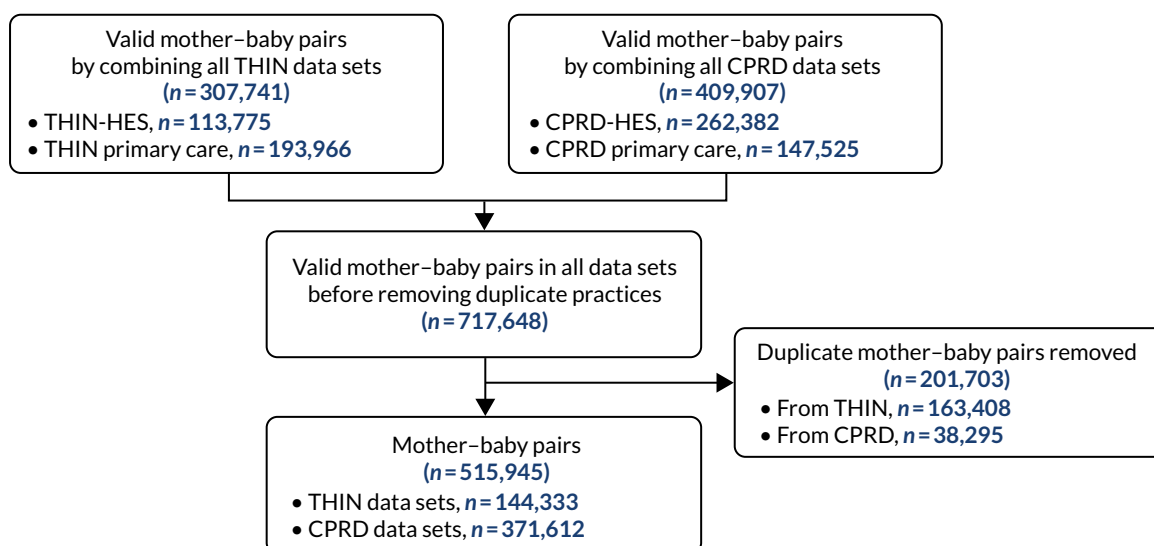 Valid mother–baby pairs
by combining all THIN data sets
(n = 307,741)
• THIN-HES, n = 113,775
• THIN primary care, n = 193,966
Valid mother–baby pairs
by combining all CPRD data sets
(n = 409,907)
• CPRD-HES, n = 262,382
• CPRD primary care, n = 147,525
Valid mother–baby pairs in all data sets
before removing duplicate practices
(n = 717,648)
Duplicate mother–baby pairs removed
(n = 201,703)
• From THIN, n = 163,408
• From CPRD, n = 38,295
Mother–baby pairs
(n = 515,945)
• THIN data sets, n = 144,333
• CPRD data sets, n = 371,612